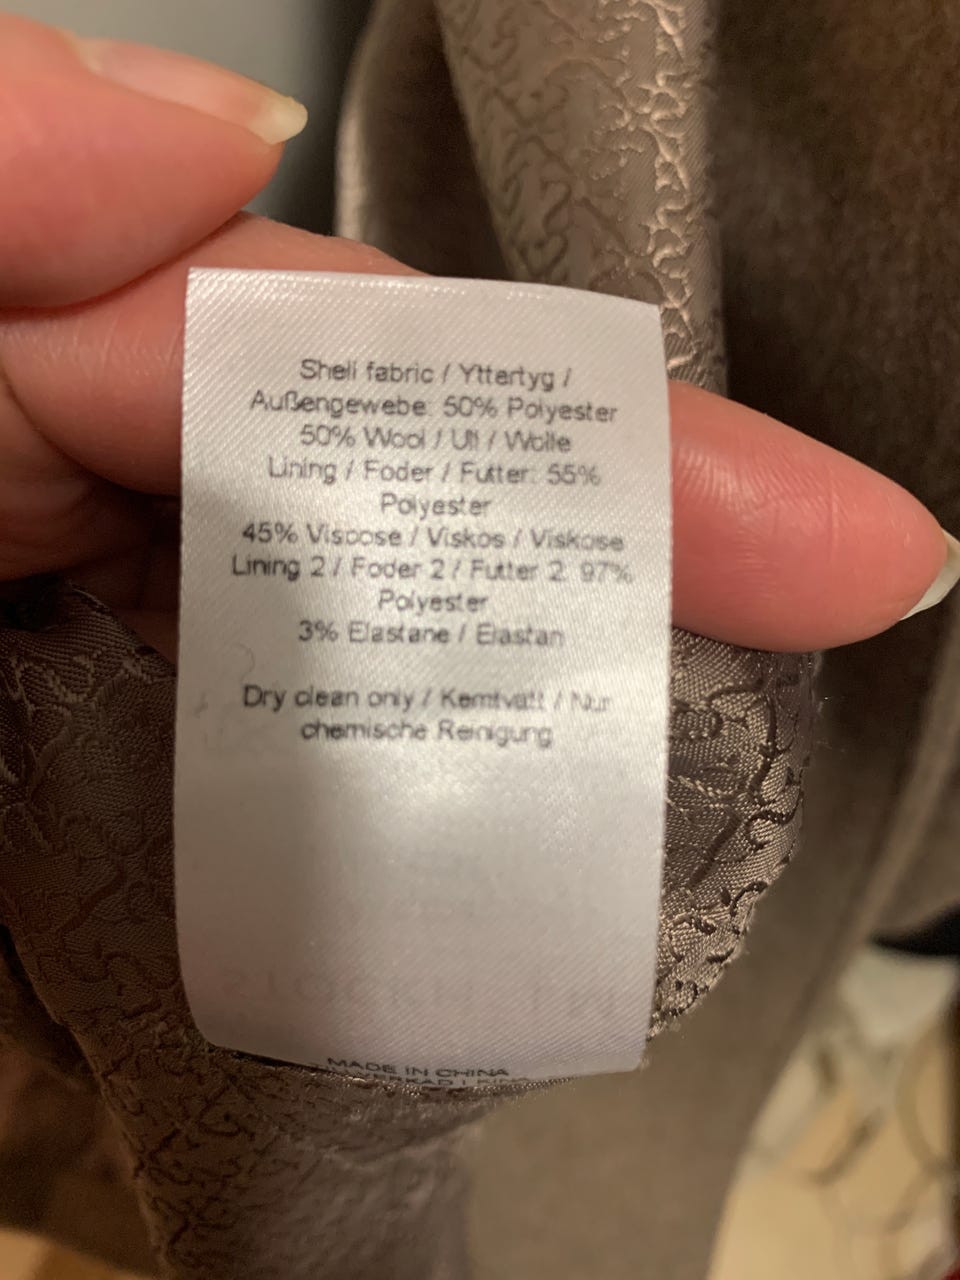 Shell fabric / Yttertyg /
Außengewebe: 50% Polyester
50% Wool / Ull / Wolle
Lining / Foder / Futter: 55%
Polyester
45% Viscose / Viskos / Viskose
Lining 2 / Foder 2 / Futter 2: 97%
Polyester
3% Elastane / Elastan
Dry clean only / Kemtvätt / Nur
chemische Reinigung
MADE IN CHINA